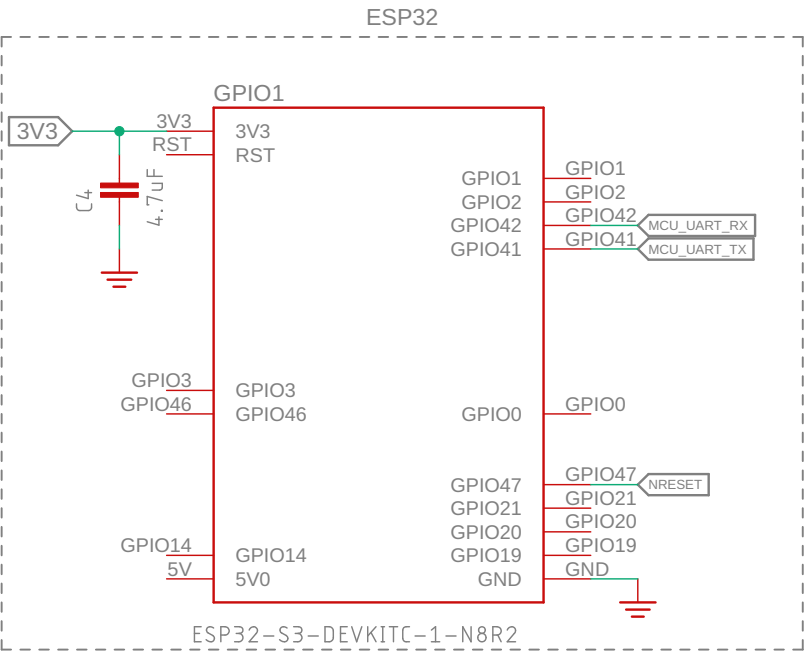 ESP32
GPIO1
3V3
3V3
3V3
RST
RST
C4
4.7uF
GPIO1
GPIO1
GPIO2
GPIO2
GPIO42
GPIO42
MCU_UART_RX
GPIO41
GPIO41
MCU_UART_TX
GPIO3
GPIO3
GPIO46
GPIO46
GPIO0
GPIO0
GPIO47
GPIO47
NRESET
GPIO21
GPIO21
GPIO20
GPIO20
GPIO14
GPIO14
GPIO19
GPIO19
5V
5V0
GND
GND
ESP32-S3-DEVKITC-1-N8R2